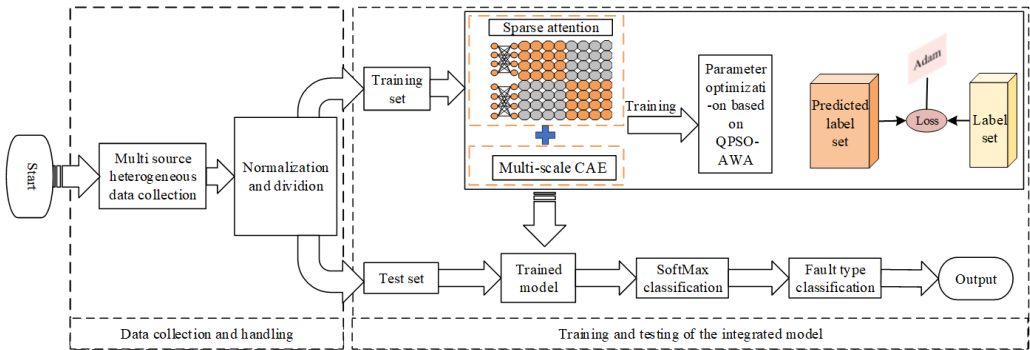 Start
Multi source
heterogeneous
data collection
Normalization
and dividion
Data collection and handling
Training
set
Sparse attention
Multi-scale CAE
Training
Parameter
optimizati
-on based
on
QPSO-
AWA
Predicted
label
set
Adam
Loss
Label
set
Test set
Trained
model
SoftMax
classification
Fault type
classification
Output
Training and testing of the integrated model